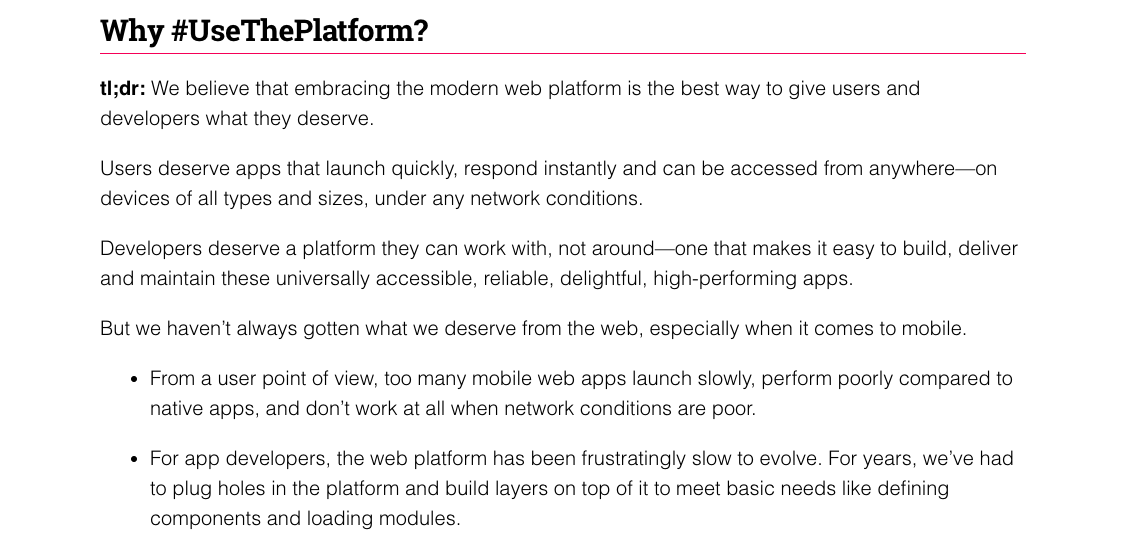 Why #UseThePlatform?
tl;dr: We believe that embracing the modern web platform is the best way to give users and
developers what they deserve.
Users deserve apps that launch quickly, respond instantly and can be accessed from anywhere—on
devices of all types and sizes, under any network conditions.
Developers deserve a platform they can work with, not around—one that makes it easy to build, deliver
and maintain these universally accessible, reliable, delightful, high-performing apps.
But we haven’t always gotten what we deserve from the web, especially when it comes to mobile.
• From a user point of view, too many mobile web apps launch slowly, perform poorly compared to
native apps, and don’t work at all when network conditions are poor.
• For app developers, the web platform has been frustratingly slow to evolve. For years, we’ve had
to plug holes in the platform and build layers on top of it to meet basic needs like defining
components and loading modules.